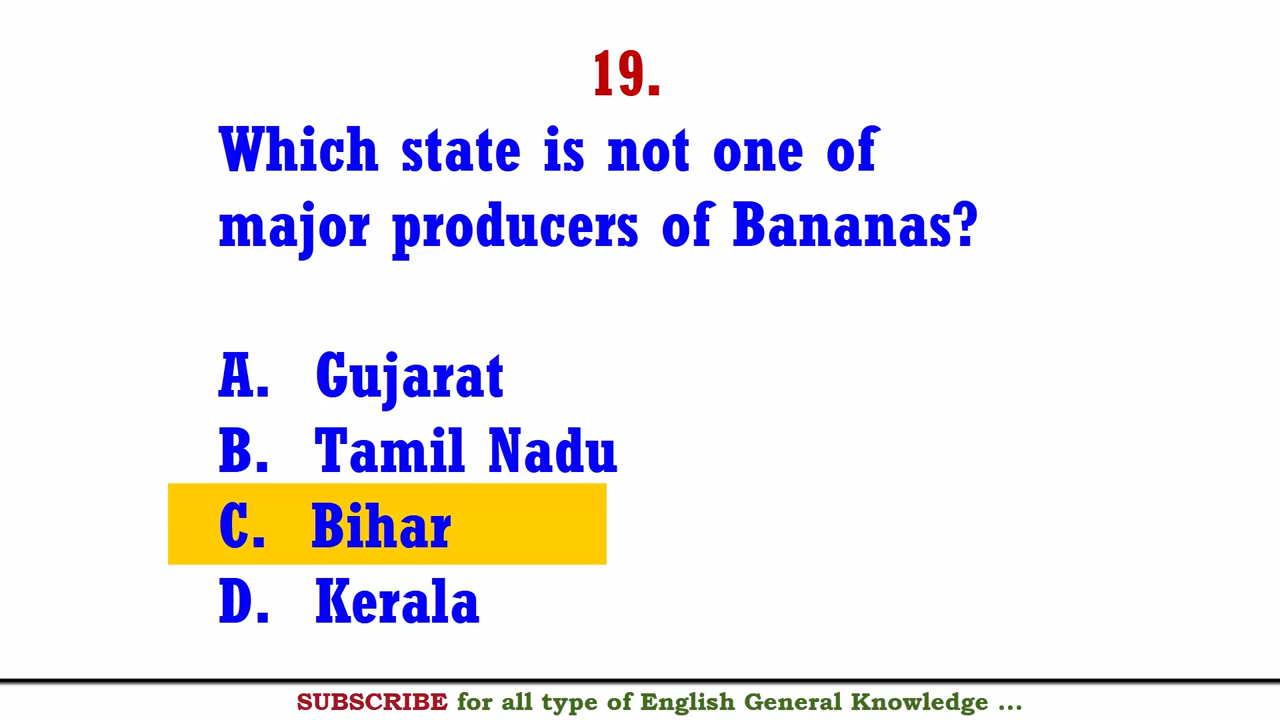 19.
Which state is not one of
major producers of Bananas?
A. Gujarat
B. Tamil Nadu
C. Bihar
D. Kerala
SUBSCRIBE for all type of English General Knowledge ...